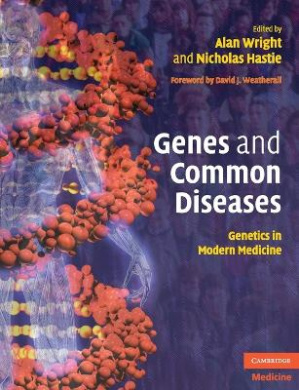 Edited by
Alan Wright
and Nicholas Hastie
Foreword by David J. Weatherall
Genes and
Common
Diseases
Genetics in
Modern Medicine
CAMBRIDGE
Medicine